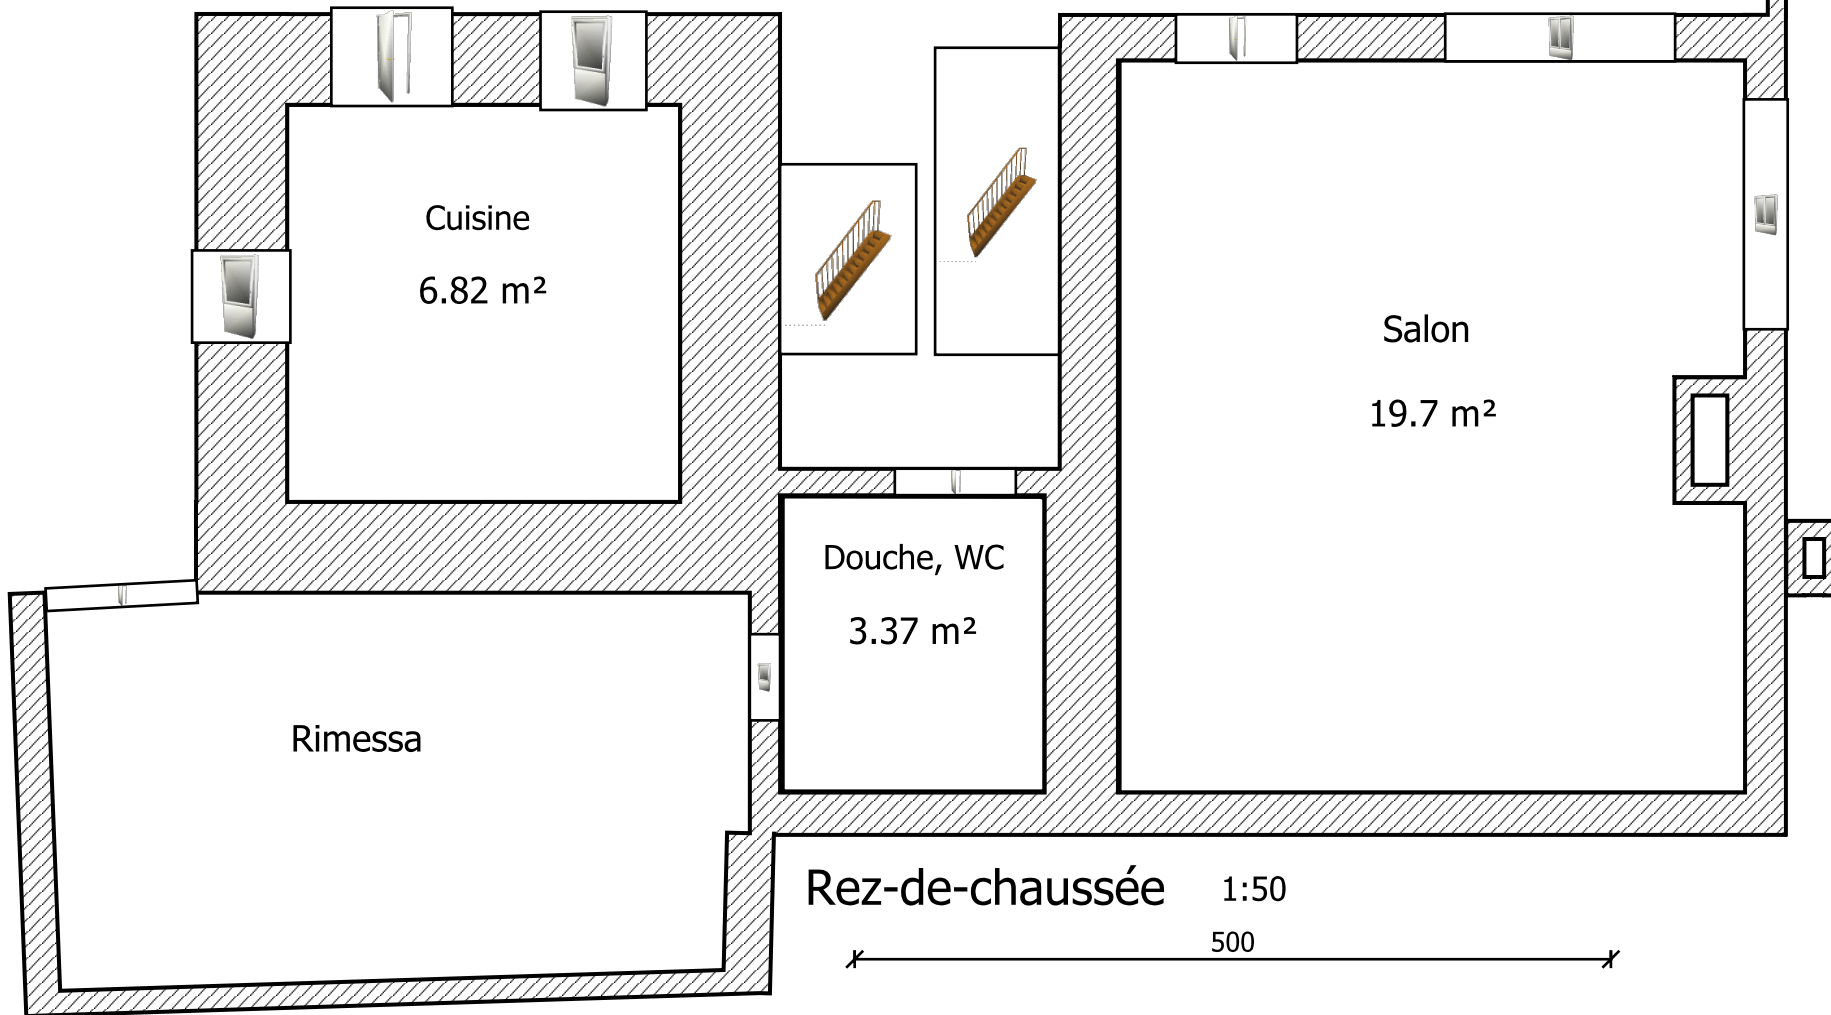 Cuisine
6.82 m²
Salon
19.7 m²
Douche, WC
3.37 m²
Rimessa
Rez-de-chaussée 1:50
500